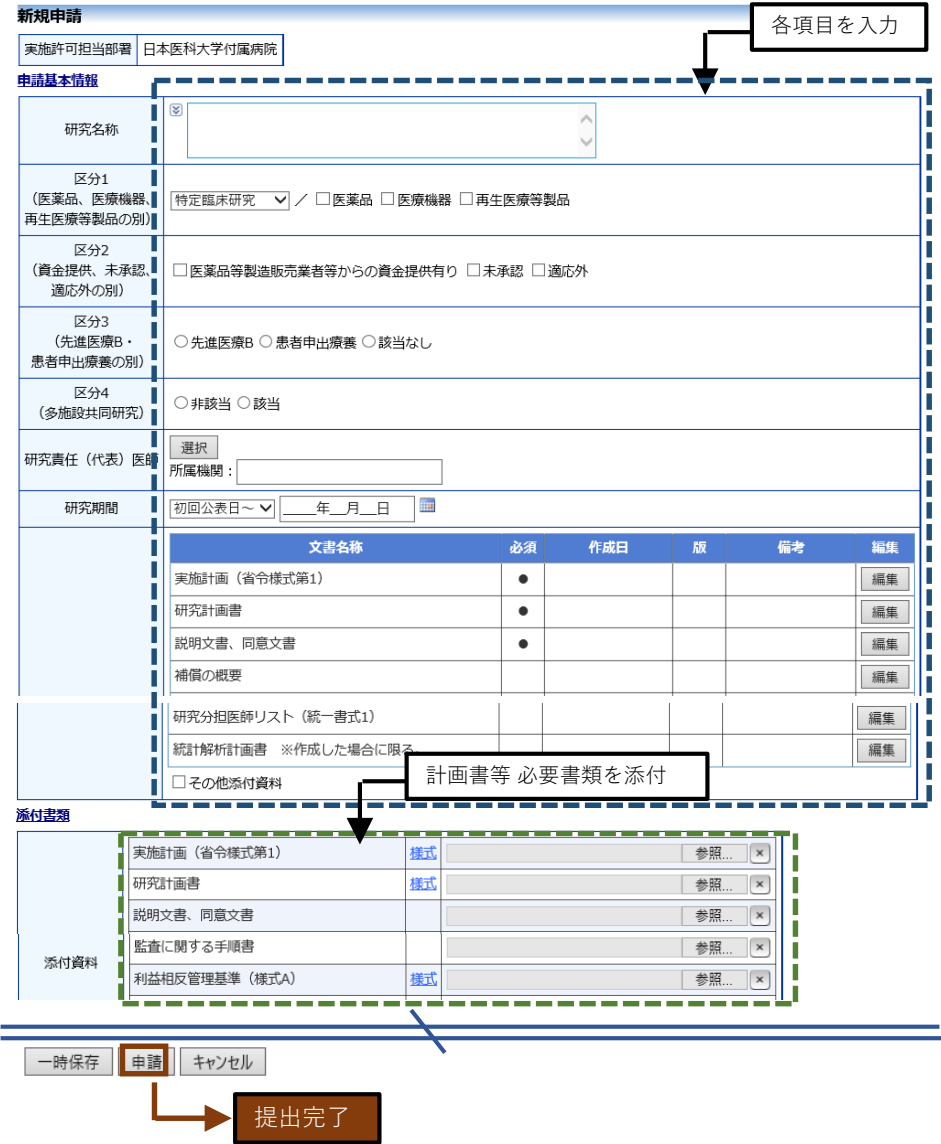 新規申請
各項目を入力
実施許可担当部署 日本医科大学付属病院
申請基本情報
研究名称
区分1
（医薬品、医療機器、
再生医療等製品の別）
特定臨床研究 ／ 医薬品 医療機器 再生医療等製品
区分2
（資金提供、未承認、
適応外の別）
医薬品等製造販売業者等からの資金提供有り 未承認 適応外
区分3
（先進医療B・
患者申出療養の別）
先進医療B 患者申出療養 該当なし
区分4
（多施設共同研究）
非該当 該当
研究責任（代表）医師
選択
所属機関：
研究期間
初回公表日～ ____年__月__日
文書名称 必須 作成日 版 備考 編集
実施計画（省令様式第1） ● 編集
研究計画書 ● 編集
説明文書、同意文書 ● 編集
補償の概要 編集
研究分担医師リスト（統一書式1） 編集
統計解析計画書　※作成した場合に限る 編集
その他添付資料
計画書等 必要書類を添付
添付書類
添付資料
実施計画（省令様式第1） 様式 参照... ×
研究計画書 様式 参照... ×
説明文書、同意文書 参照... ×
監査に関する手順書 参照... ×
利益相反管理基準（様式A） 様式 参照... ×
一時保存 申請 キャンセル
提出完了